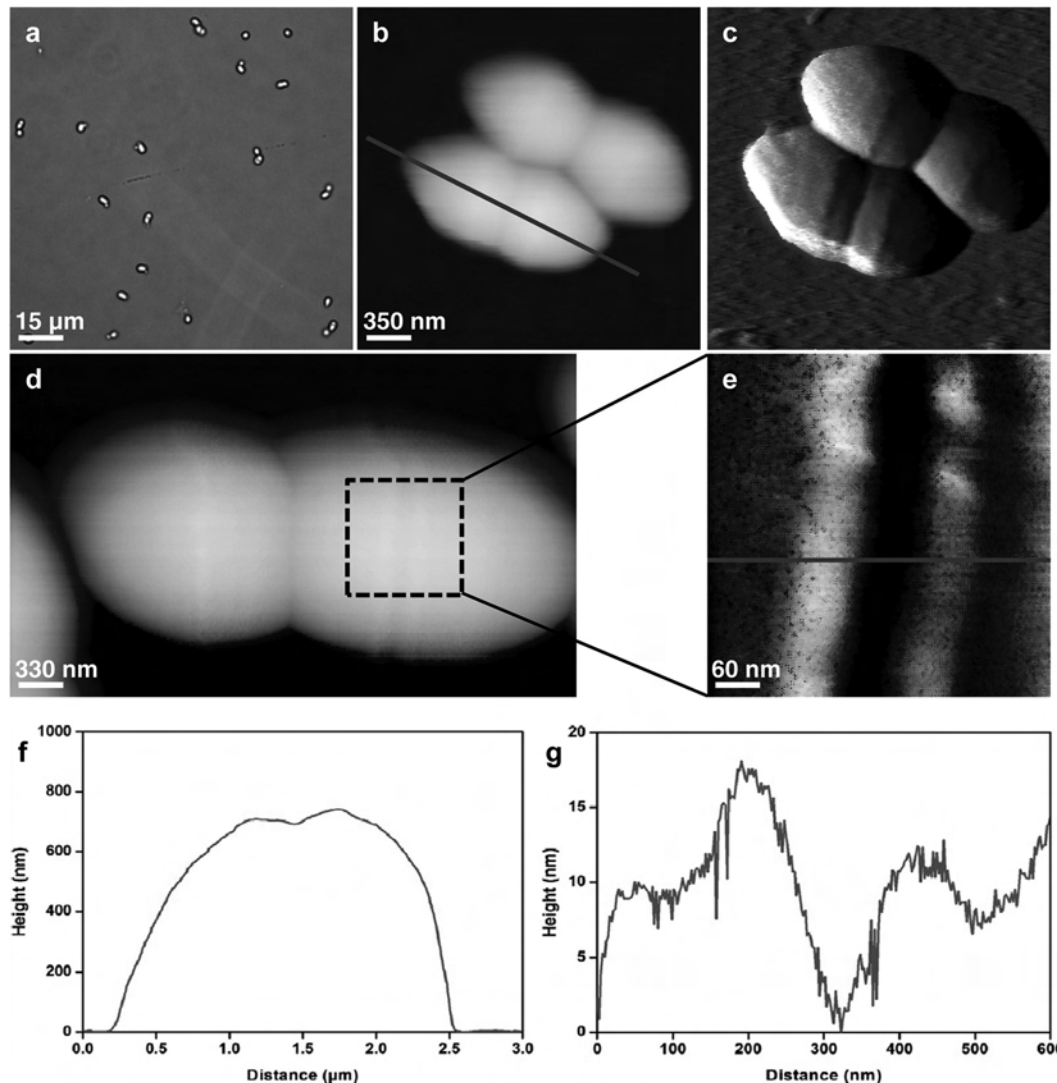 a
15 µm
b
350 nm
c
d
330 nm
e
60 nm
f
1000
800
600
400
200
0
Height (nm)
0.0 0.5 1.0 1.5 2.0 2.5 3.0
Distance (µm)
g
20
15
10
5
0
Height (nm)
0 100 200 300 400 500 600
Distance (nm)